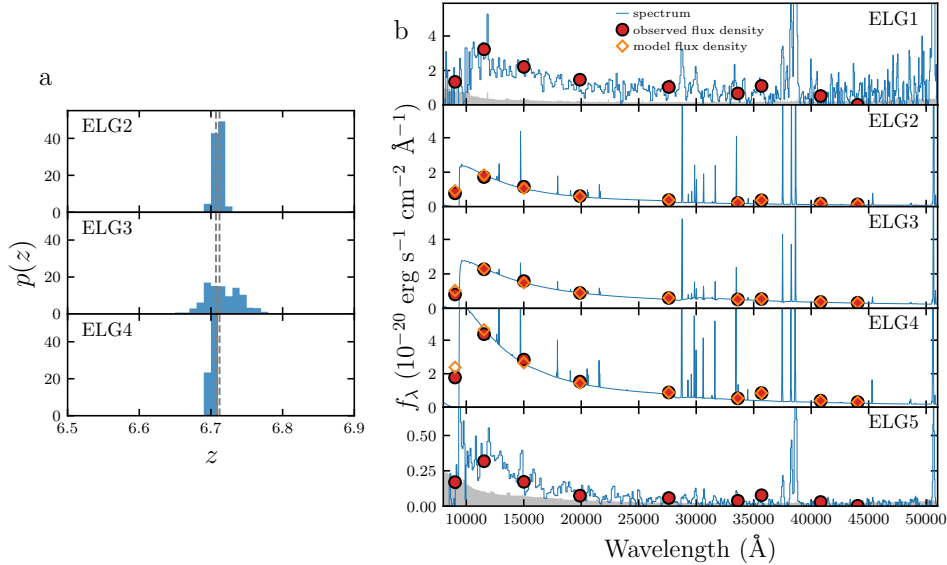 a
ELG2
40
20
0
ELG3
40
20
0
ELG4
40
20
0
6.5 6.6 6.7 6.8 6.9
z
p(z)
b
spectrum
observed flux density
model flux density
ELG1
4
2
0
ELG2
4
2
0
ELG3
4
2
0
ELG4
4
2
0
ELG5
0.50
0.25
0.00
10000 15000 20000 25000 30000 35000 40000 45000 50000
Wavelength (Å)
f_λ (10⁻²⁰ erg s⁻¹ cm⁻² Å⁻¹)